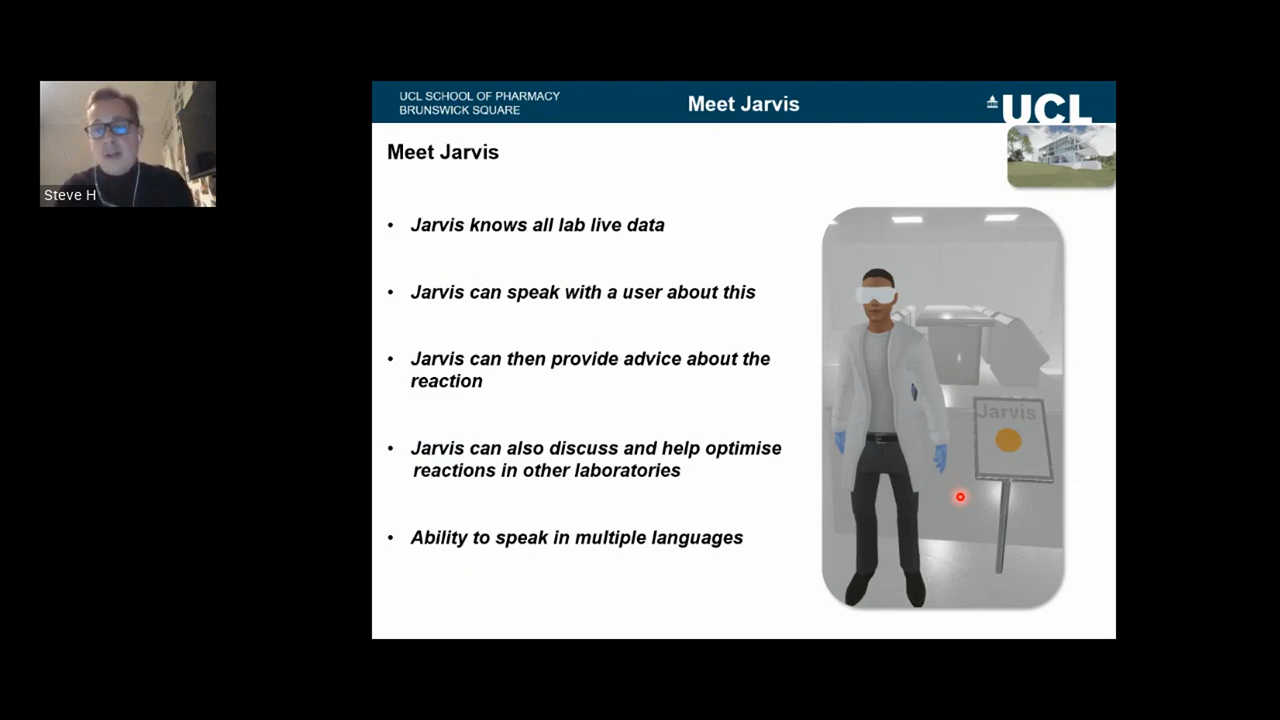 UCL SCHOOL OF PHARMACY
BRUNSWICK SQUARE
Meet Jarvis
UCL
Steve H
Meet Jarvis
• Jarvis knows all lab live data
• Jarvis can speak with a user about this
• Jarvis can then provide advice about the
reaction
• Jarvis can also discuss and help optimise
reactions in other laboratories
• Ability to speak in multiple languages
Jarvis